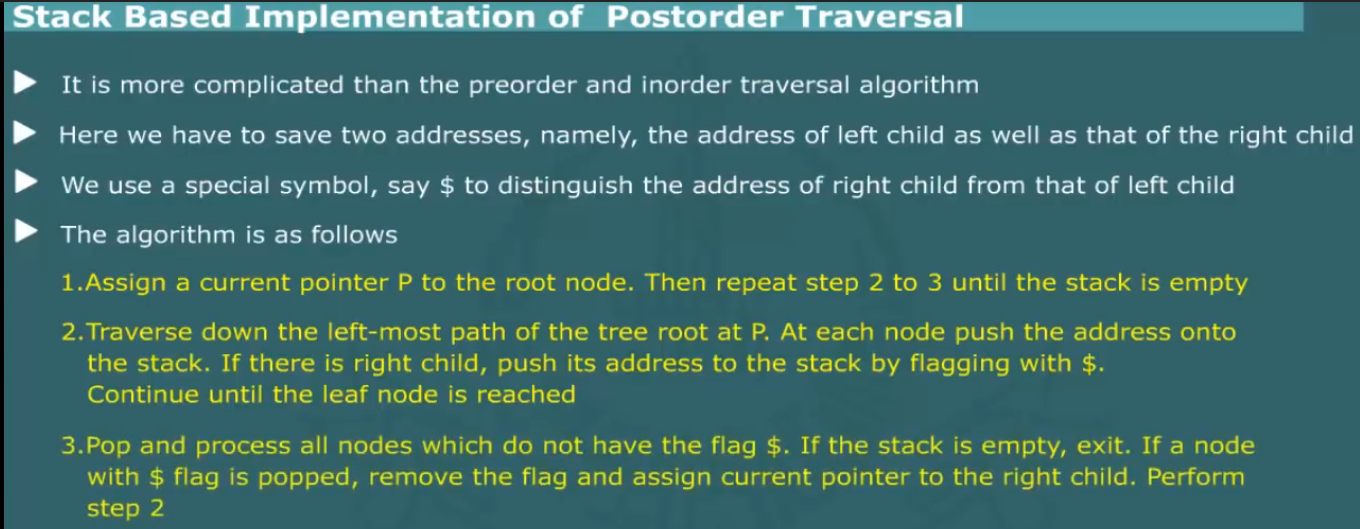 Stack Based Implementation of Postorder Traversal
It is more complicated than the preorder and inorder traversal algorithm
Here we have to save two addresses, namely, the address of left child as well as that of the right child
We use a special symbol, say $ to distinguish the address of right child from that of left child
The algorithm is as follows
1.Assign a current pointer P to the root node. Then repeat step 2 to 3 until the stack is empty
2.Traverse down the left-most path of the tree root at P. At each node push the address onto
the stack. If there is right child, push its address to the stack by flagging with $.
Continue until the leaf node is reached
3.Pop and process all nodes which do not have the flag $. If the stack is empty, exit. If a node
with $ flag is popped, remove the flag and assign current pointer to the right child. Perform
step 2